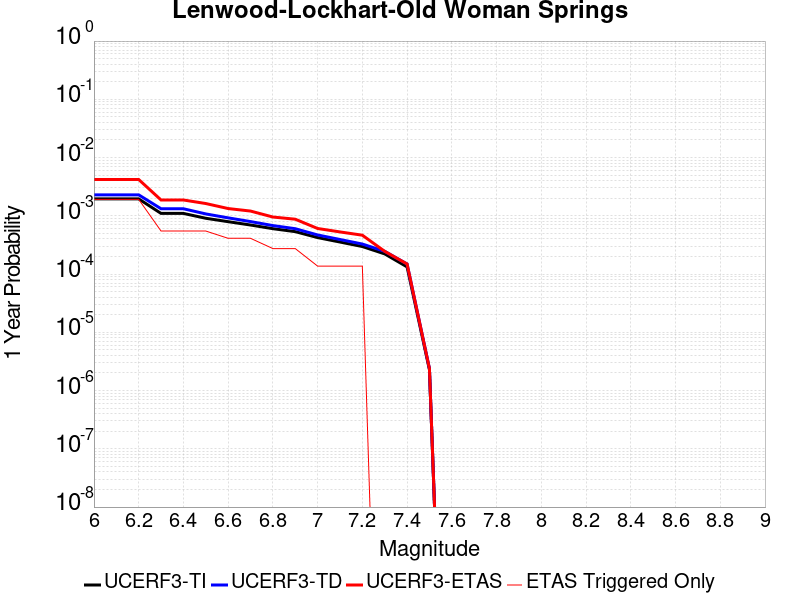 Lenwood-Lockhart-Old Woman Springs
10^0
10^-1
10^-2
10^-3
10^-4
10^-5
10^-6
10^-7
10^-8
1 Year Probability
6 6.2 6.4 6.6 6.8 7 7.2 7.4 7.6 7.8 8 8.2 8.4 8.6 8.8 9
Magnitude
UCERF3-TI UCERF3-TD UCERF3-ETAS ETAS Triggered Only